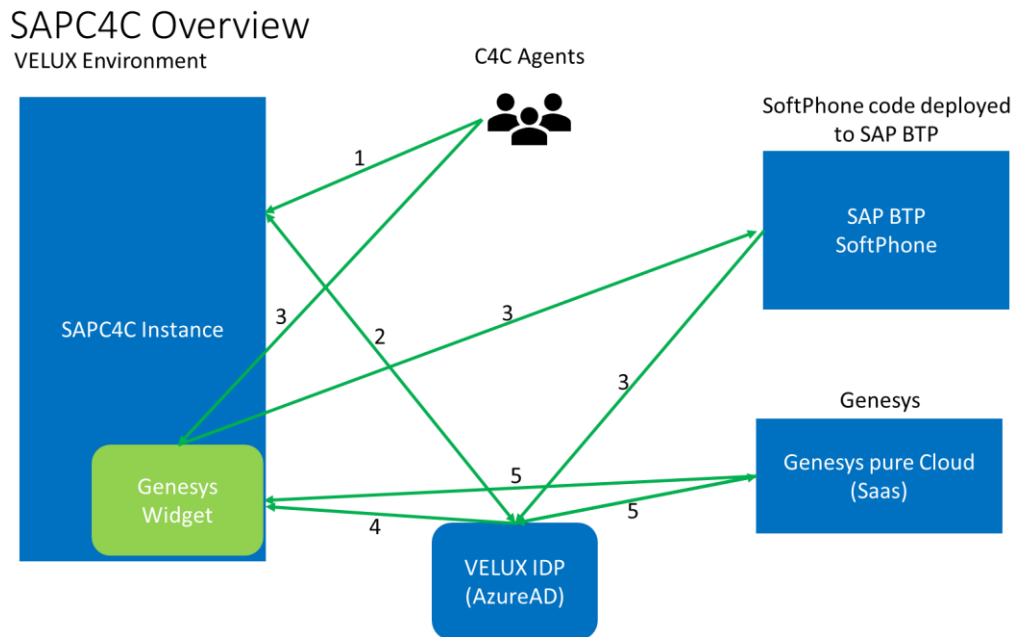 SAPC4C Overview
VELUX Environment
C4C Agents
SoftPhone code deployed
to SAP BTP
1
SAP BTP
SoftPhone
3
3
2
SAPC4C Instance
3
Genesys
Genesys pure Cloud
(Saas)
Genesys
Widget
5
5
4
VELUX IDP
(AzureAD)